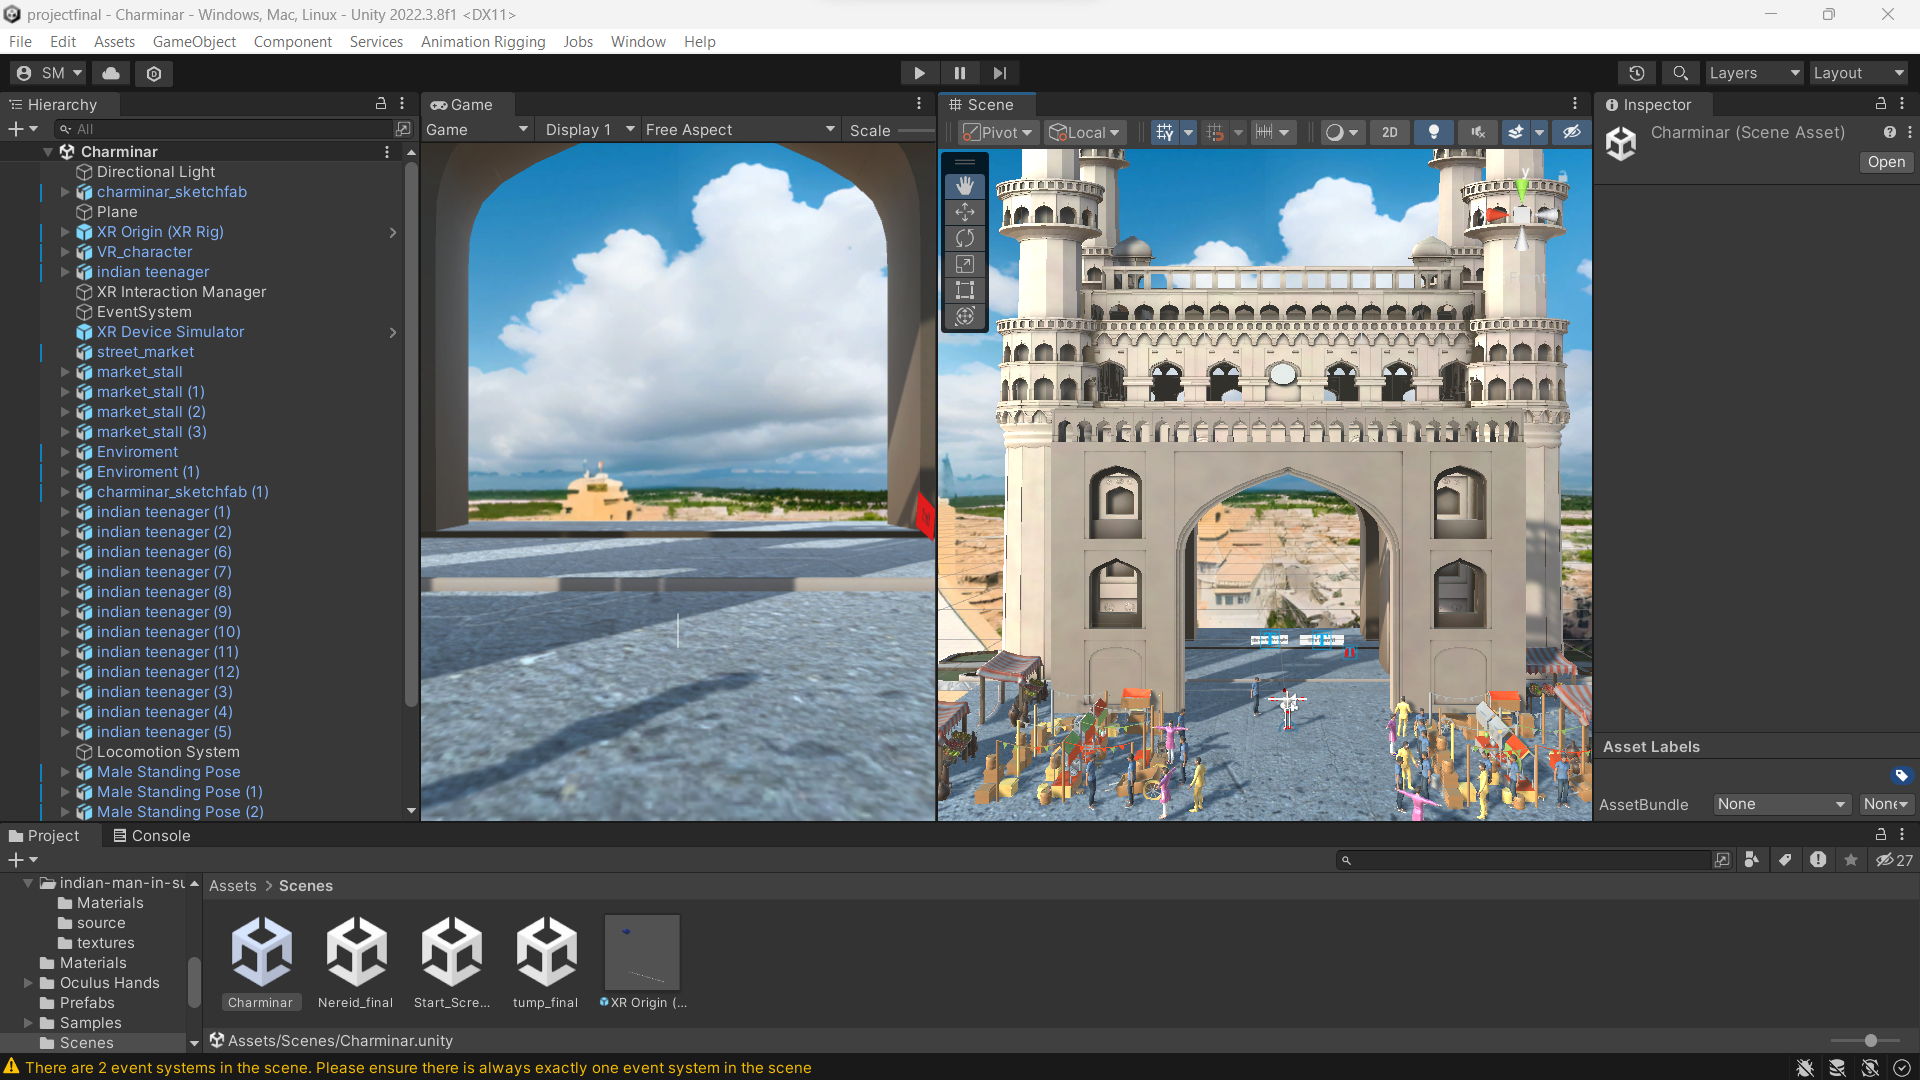 projectfinal - Charminar - Windows, Mac, Linux - Unity 2022.3.8f1 <DX11>
File Edit Assets GameObject Component Services Animation Rigging Jobs Window Help
SM
Layers
Layout
Hierarchy
All
Charminar
Directional Light
charminar_sketchfab
Plane
XR Origin (XR Rig)
VR_character
indian teenager
XR Interaction Manager
EventSystem
XR Device Simulator
street_market
market_stall
market_stall (1)
market_stall (2)
market_stall (3)
Enviroment
Enviroment (1)
charminar_sketchfab (1)
indian teenager (1)
indian teenager (2)
indian teenager (6)
indian teenager (7)
indian teenager (8)
indian teenager (9)
indian teenager (10)
indian teenager (11)
indian teenager (12)
indian teenager (3)
indian teenager (4)
indian teenager (5)
Locomotion System
Male Standing Pose
Male Standing Pose (1)
Male Standing Pose (2)
Game
Game Display 1 Free Aspect Scale
Scene
Pivot Local 2D
y
Front
Inspector
Charminar (Scene Asset)
Open
Asset Labels
AssetBundle None None
Project Console
27
indian-man-in-su
Materials
source
textures
Materials
Oculus Hands
Prefabs
Samples
Scenes
Assets > Scenes
Charminar Nereid_final Start_Scre... tump_final XR Origin (...
Assets/Scenes/Charminar.unity
There are 2 event systems in the scene. Please ensure there is always exactly one event system in the scene